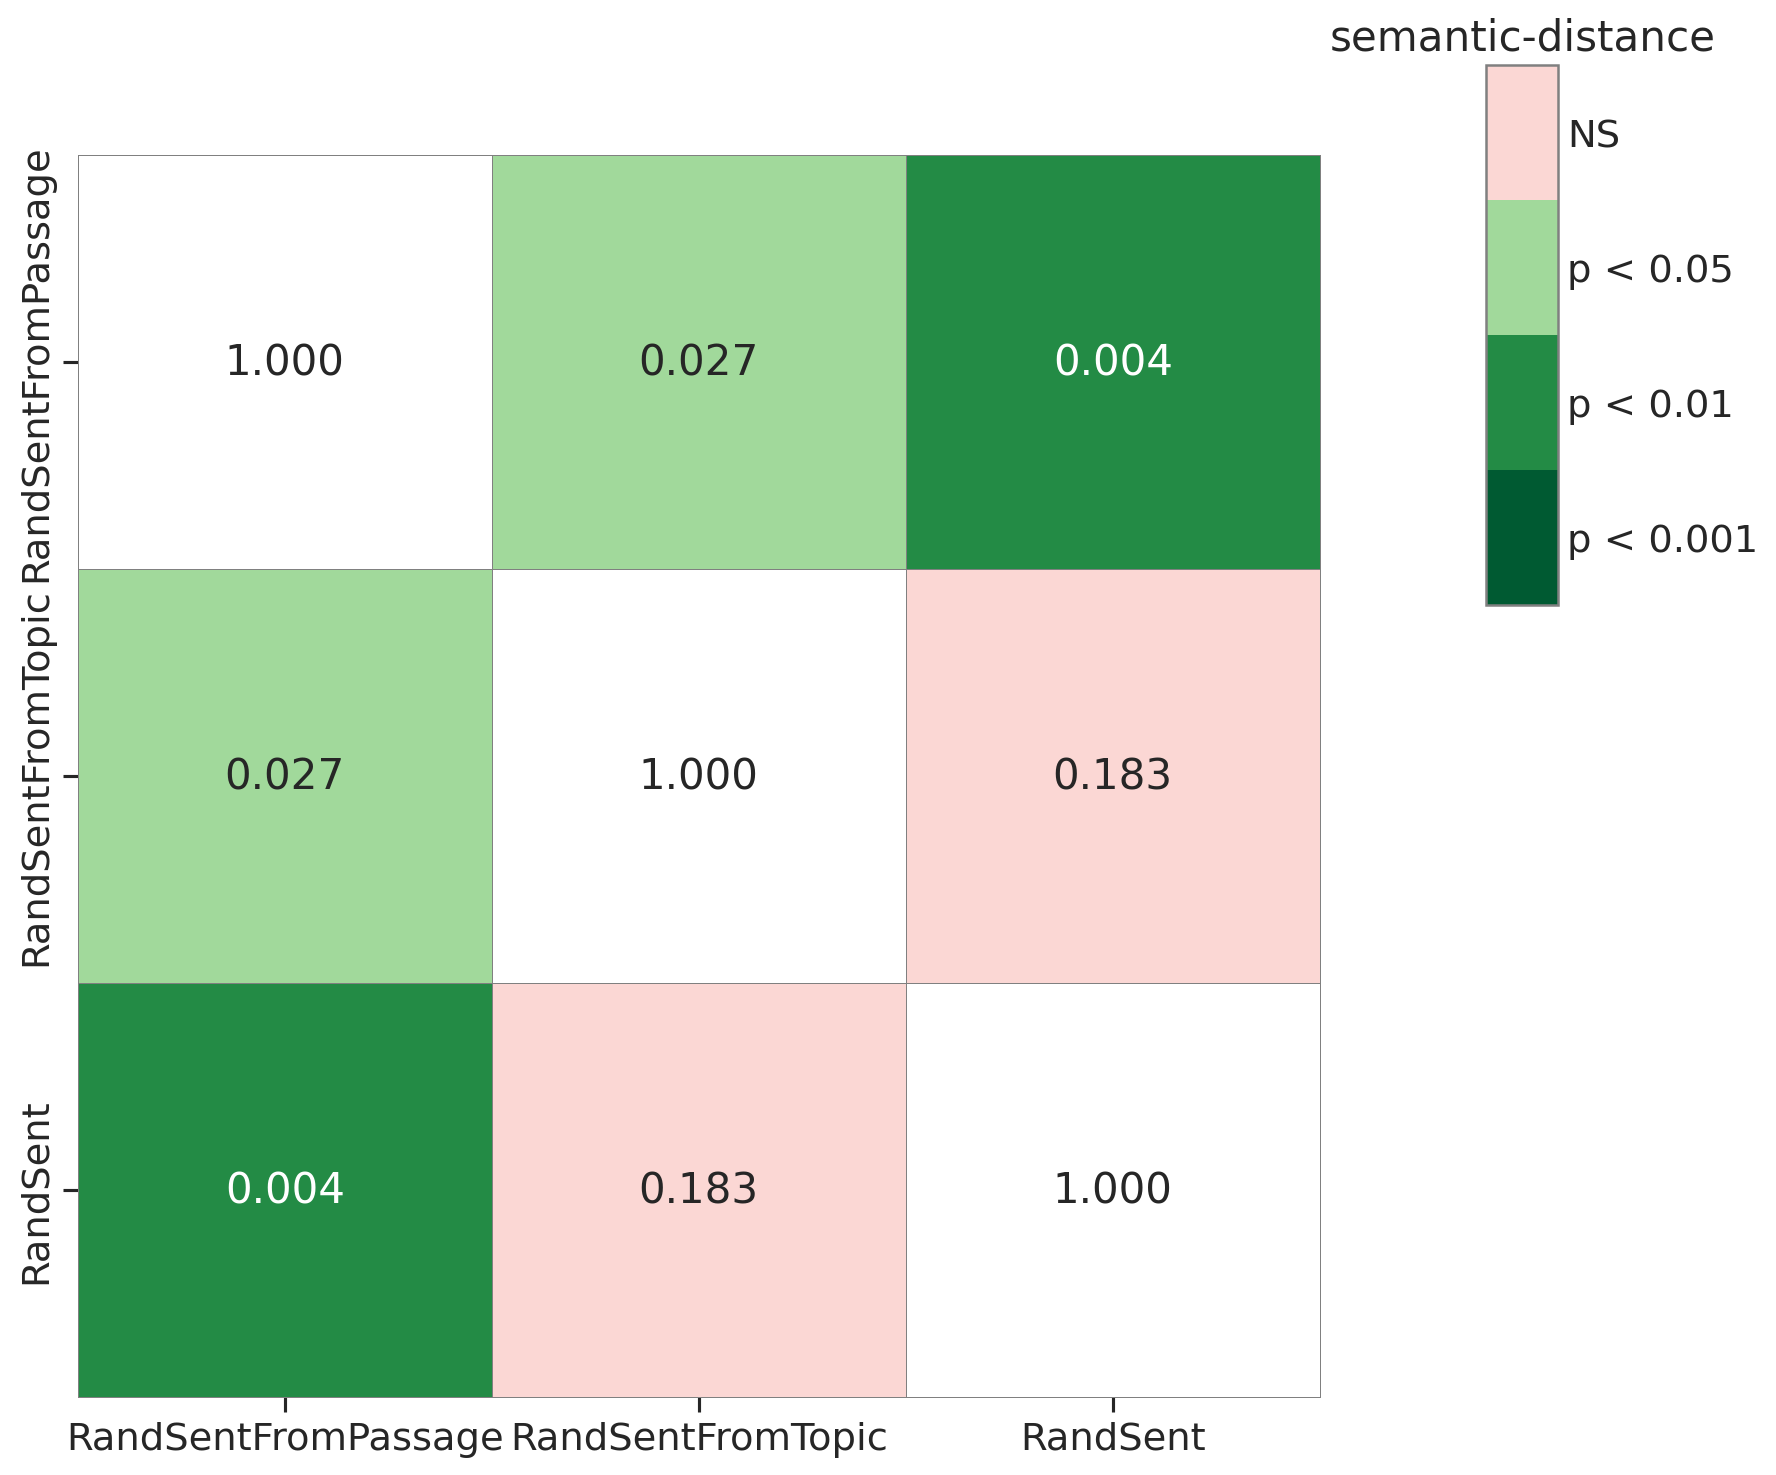 semantic-distance
NS
p < 0.05
p < 0.01
p < 0.001
RandSentFromPassage
1.000 0.027 0.004
RandSentFromTopic
0.027 1.000 0.183
RandSent
0.004 0.183 1.000
RandSentFromPassage RandSentFromTopic RandSent